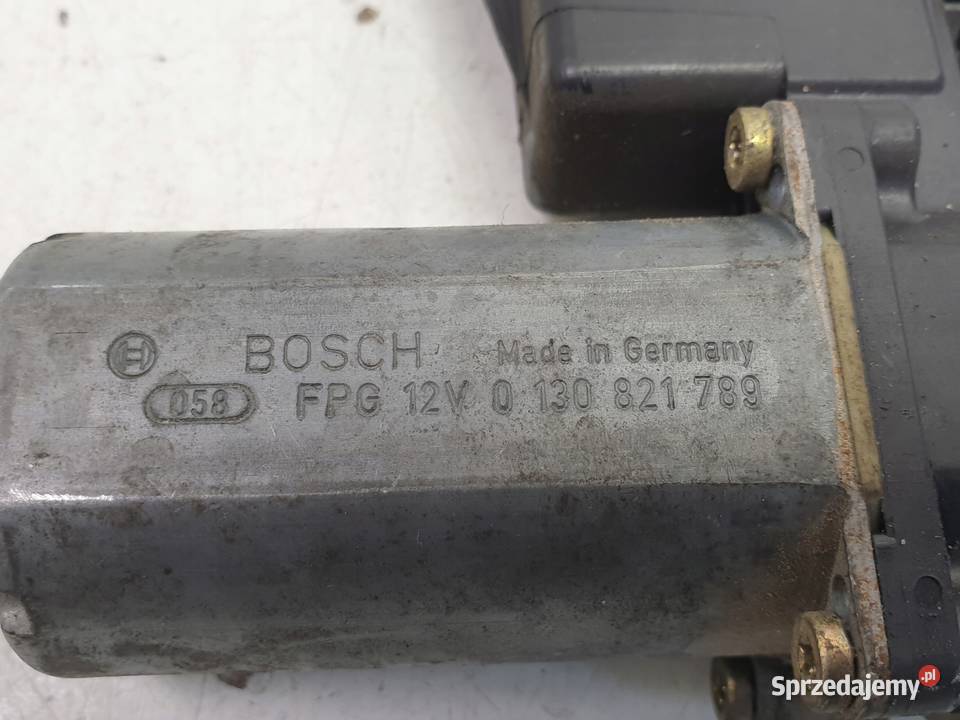 BOSCH Made in Germany
058 FPG 12V 0 130 821 789
Sprzedajemy.pl